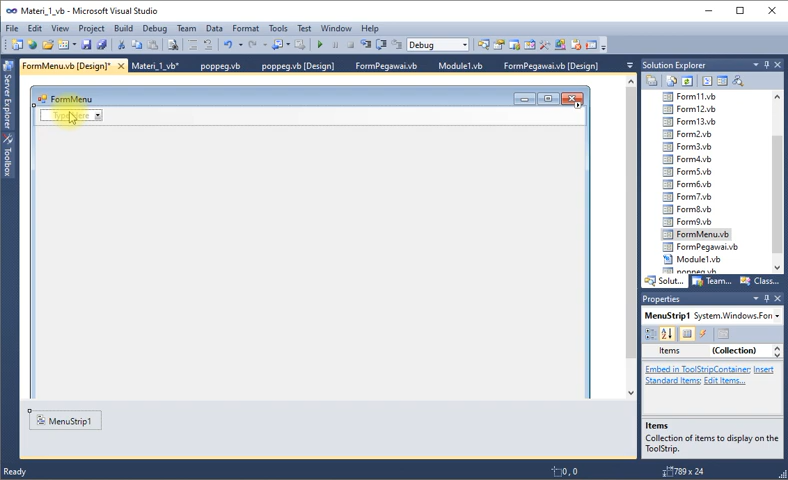 Materi_1_vb - Microsoft Visual Studio
File Edit View Project Build Debug Team Data Format Tools Test Window Help
Debug
FormMenu.vb [Design]* Materi_1_vb* poppeg.vb poppeg.vb [Design] FormPegawai.vb Module1.vb FormPegawai.vb [Design]
Server Explorer
Toolbox
FormMenu
Type Here
MenuStrip1
Solution Explorer
Form11.vb
Form12.vb
Form13.vb
Form2.vb
Form3.vb
Form4.vb
Form5.vb
Form6.vb
Form7.vb
Form8.vb
Form9.vb
FormMenu.vb
FormPegawai.vb
Module1.vb
poppeg.vb
Solut... Team... Class...
Properties
MenuStrip1 System.Windows.Forr
Items (Collection)
Embed in ToolStripContainer, Insert
Standard Items, Edit Items...
Items
Collection of items to display on the
ToolStrip.
Ready 0 , 0 789 x 24